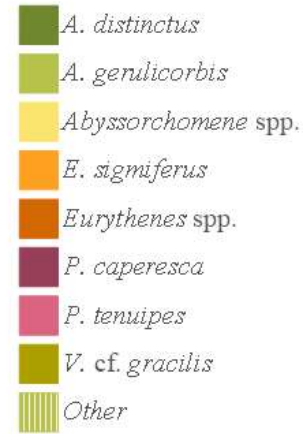 A. distinctus
A. gerulicorbis
Abyssorchomene spp.
E. sigmiferus
Eurythenes spp.
P. caperesca
P. tenuipes
V. cf. gracilis
Other